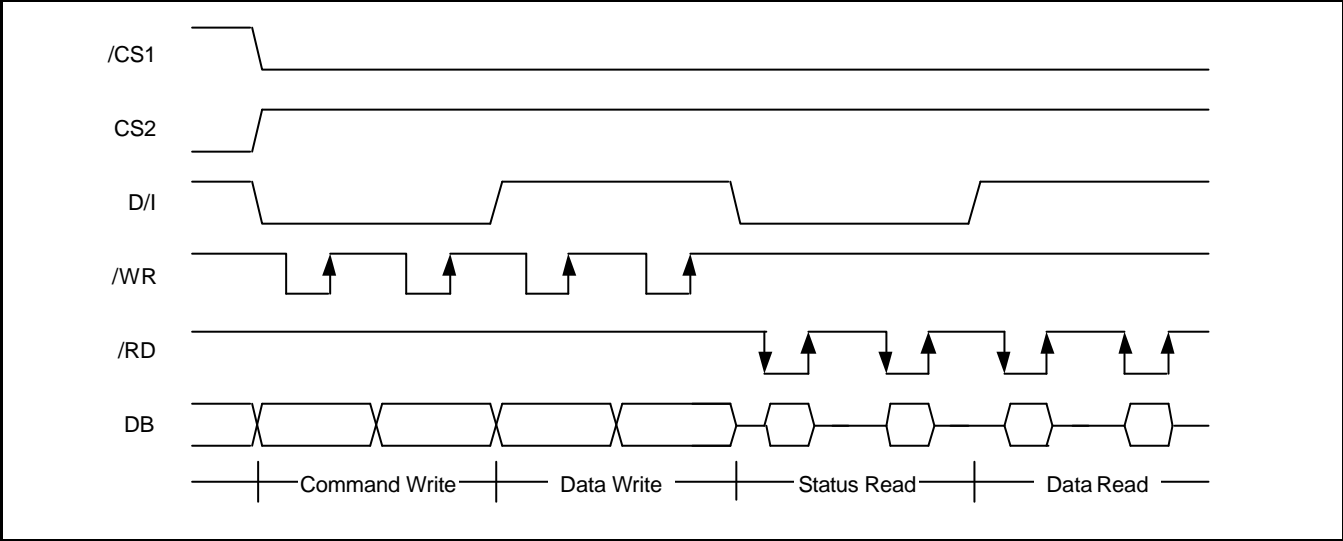 /CS1
CS2
D/I
/WR
/RD
DB
Command Write
Data Write
Status Read
Data Read